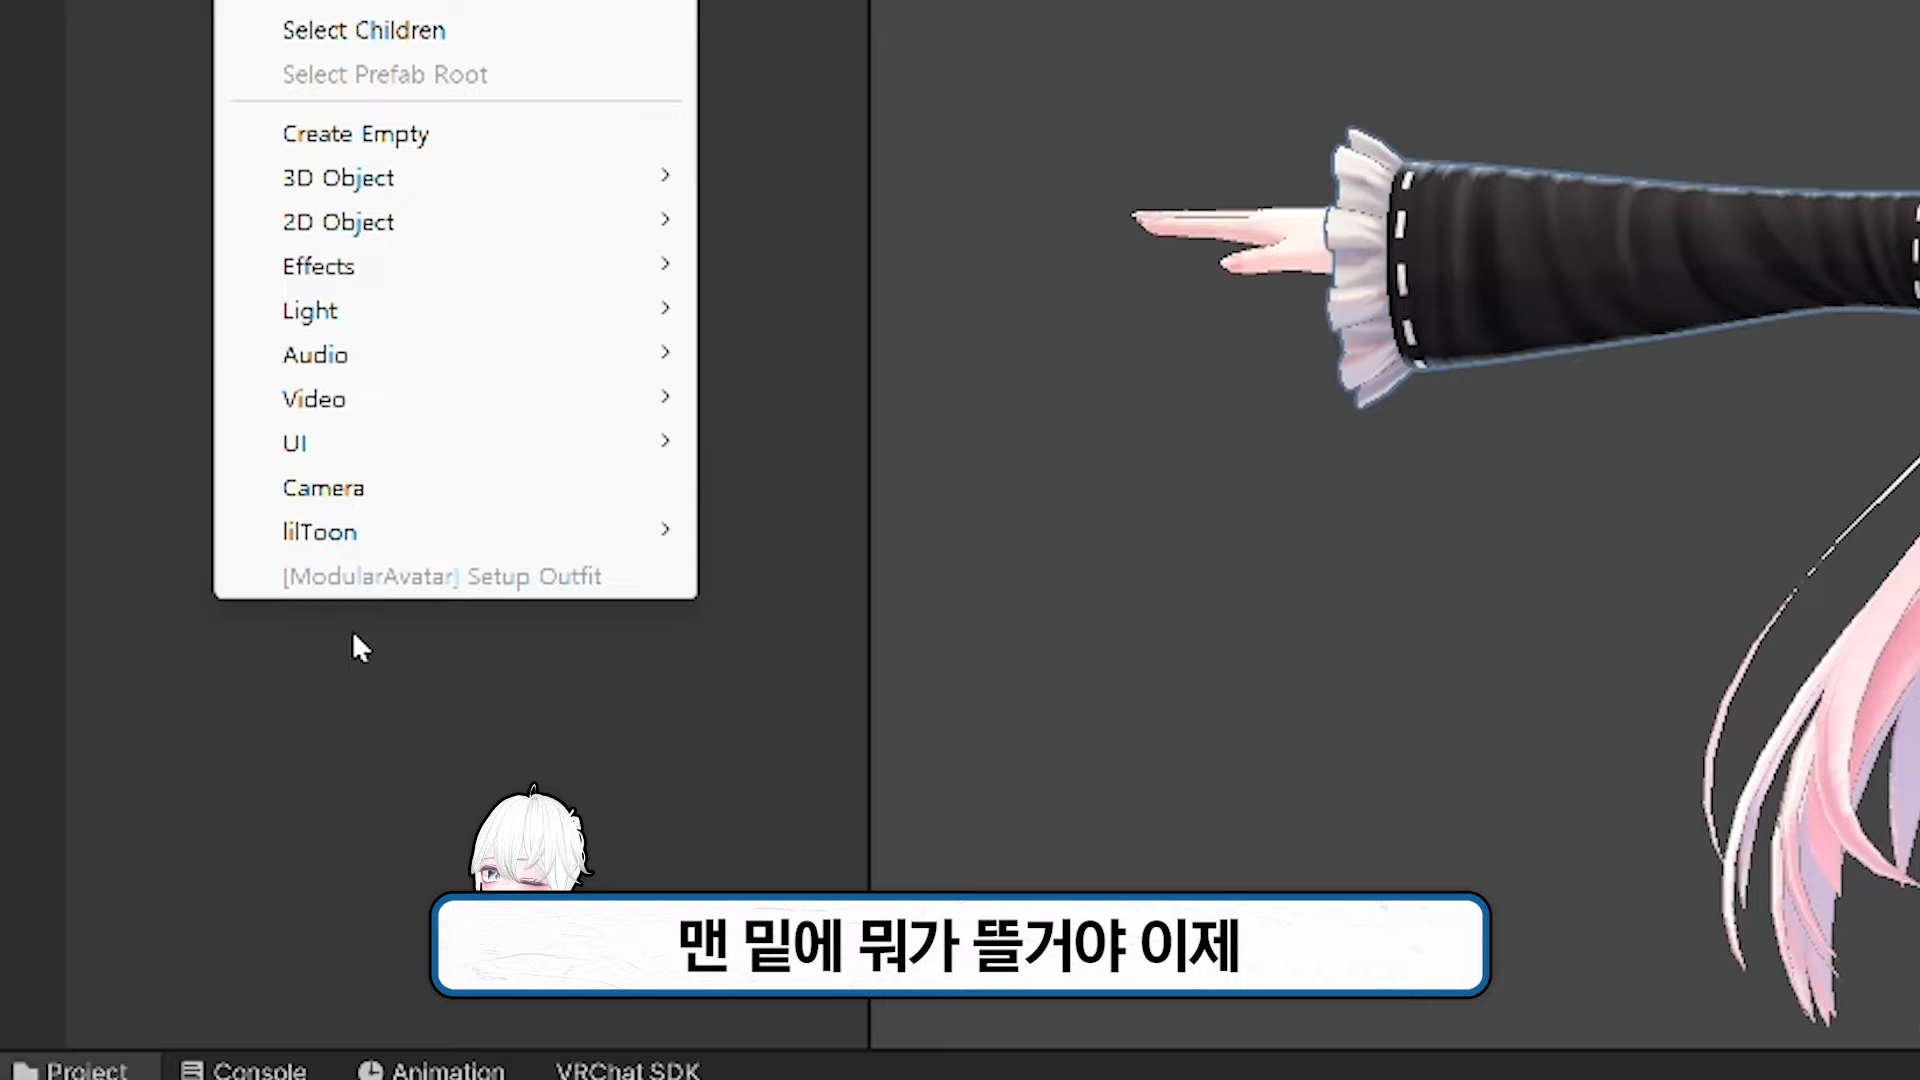 Select Children
Select Prefab Root
Create Empty
3D Object
2D Object
Effects
Light
Audio
Video
UI
Camera
lilToon
[ModularAvatar] Setup Outfit
맨 밑에 뭐가 뜰거야 이제
Project
Console
Animation
VRChat SDK